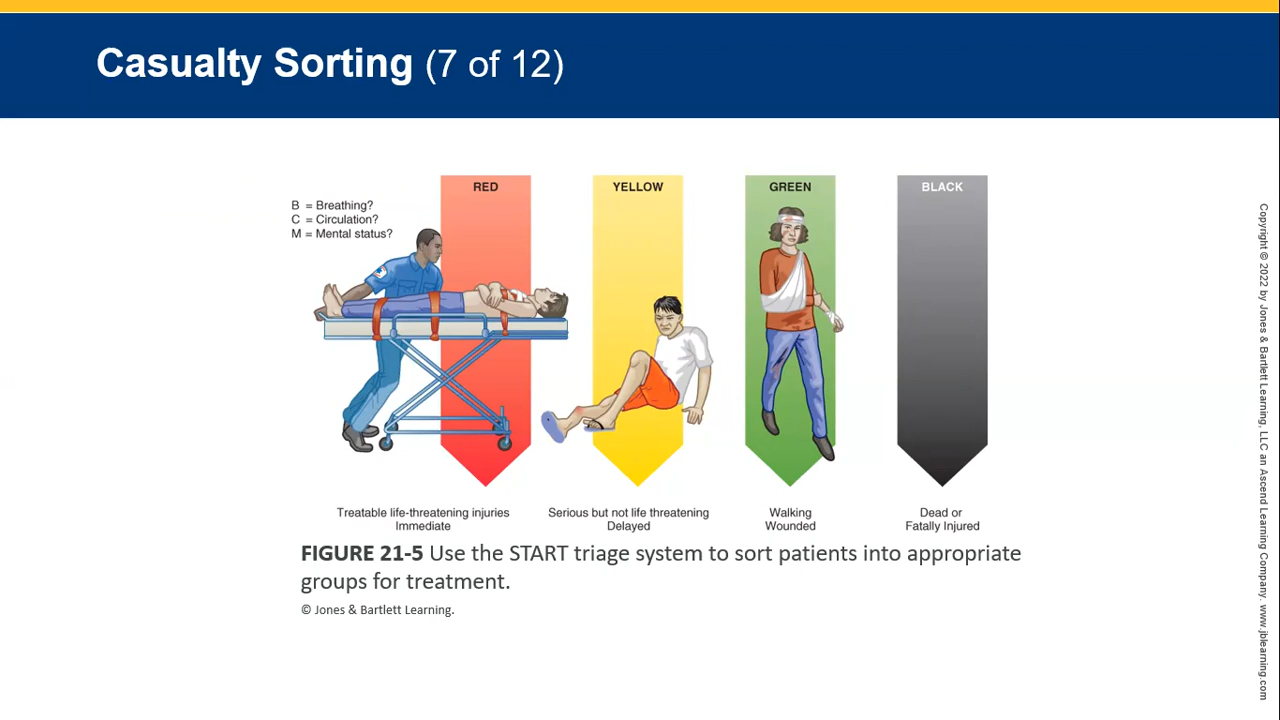 Casualty Sorting (7 of 12)
RED
YELLOW
GREEN
BLACK
B = Breathing?
C = Circulation?
M = Mental status?
Treatable life-threatening injuries
Immediate
Serious but not life threatening
Delayed
Walking
Wounded
Dead or
Fatally Injured
FIGURE 21-5 Use the START triage system to sort patients into appropriate
groups for treatment.
© Jones & Bartlett Learning.
Copyright © 2022 by Jones & Bartlett Learning, LLC an Ascend Learning Company. www.jblearning.com